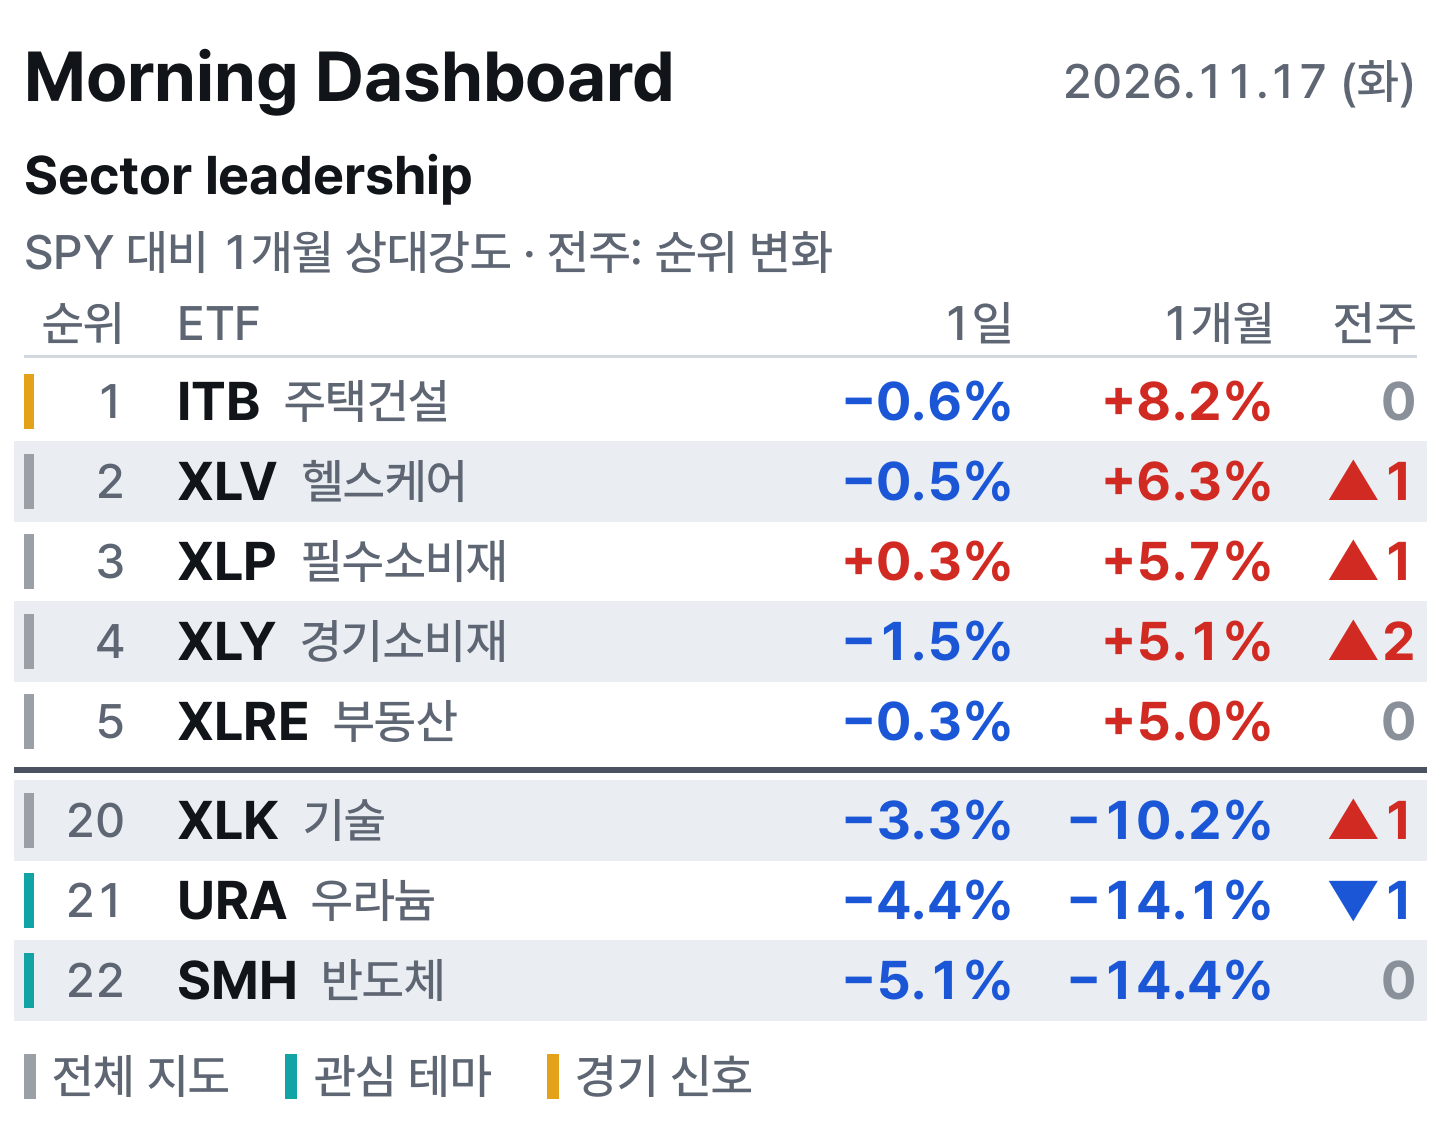 Morning Dashboard 2026.11.17 (화)
Sector leadership
SPY 대비 1개월 상대강도 · 전주: 순위 변화
순위 ETF 1일 1개월 전주
1 ITB 주택건설 −0.6% +8.2% 0
2 XLV 헬스케어 −0.5% +6.3% ▲1
3 XLP 필수소비재 +0.3% +5.7% ▲1
4 XLY 경기소비재 −1.5% +5.1% ▲2
5 XLRE 부동산 −0.3% +5.0% 0
20 XLK 기술 −3.3% −10.2% ▲1
21 URA 우라늄 −4.4% −14.1% ▼1
22 SMH 반도체 −5.1% −14.4% 0
전체 지도 관심 테마 경기 신호